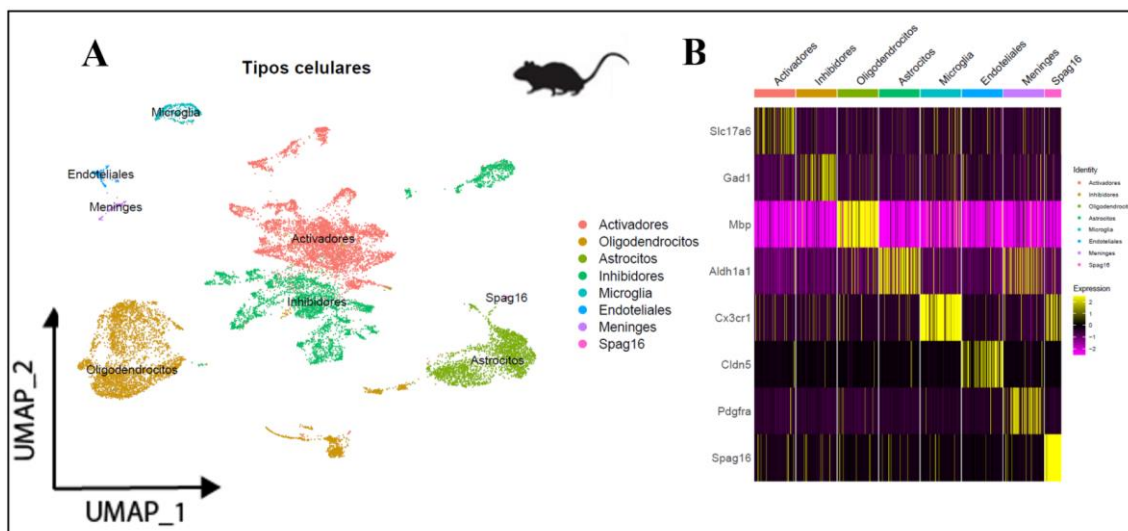 A
Tipos celulares
Microglia
Endoteliales
Meninges
Activadores
Inhibidores
Spag16
Oligodendrocitos
Astrocitos
UMAP_2
UMAP_1
Activadores
Oligodendrocitos
Astrocitos
Inhibidores
Microglia
Endoteliales
Meninges
Spag16
B
Activadores
Inhibidores
Oligodendrocitos
Astrocitos
Microglia
Endoteliales
Meninges
Spag16
Slc17a6
Gad1
Mbp
Aldh1a1
Cx3cr1
Cldn5
Pdgfra
Spag16
Identity
Activadores
Inhibidores
Oligodendrocit
Astrocitos
Microglia
Endoteliales
Meninges
Spag16
Expression
2
1
0
−1
−2